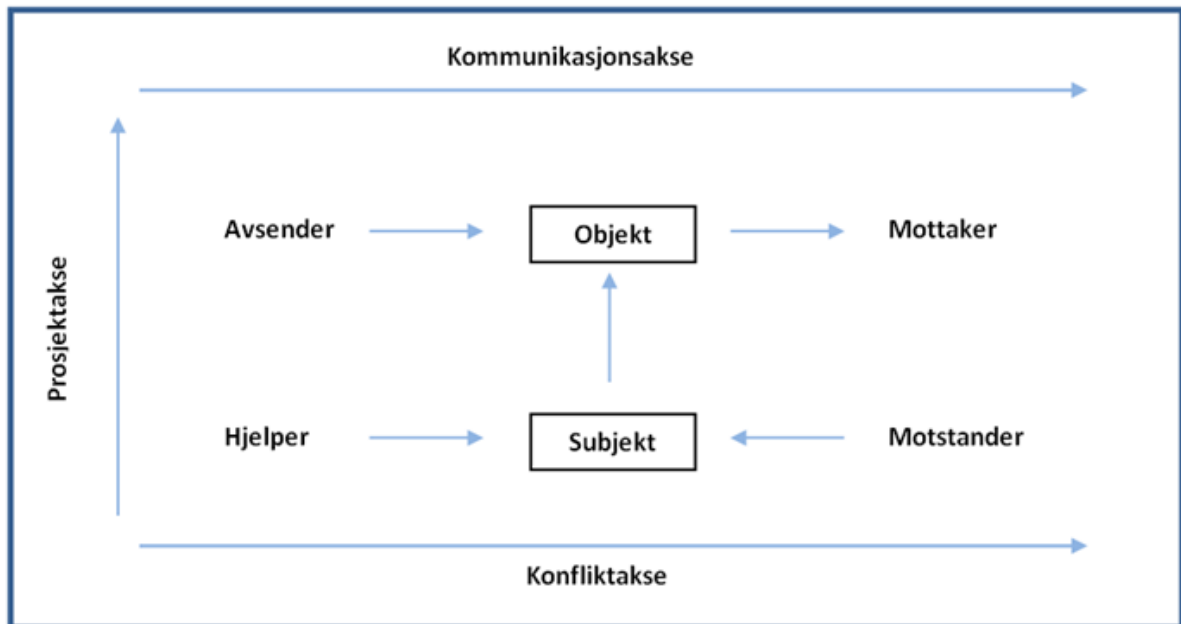 Kommunikasjonsakse
Avsender
Objekt
Mottaker
Prosjektakse
Hjelper
Subjekt
Motstander
Konfliktakse